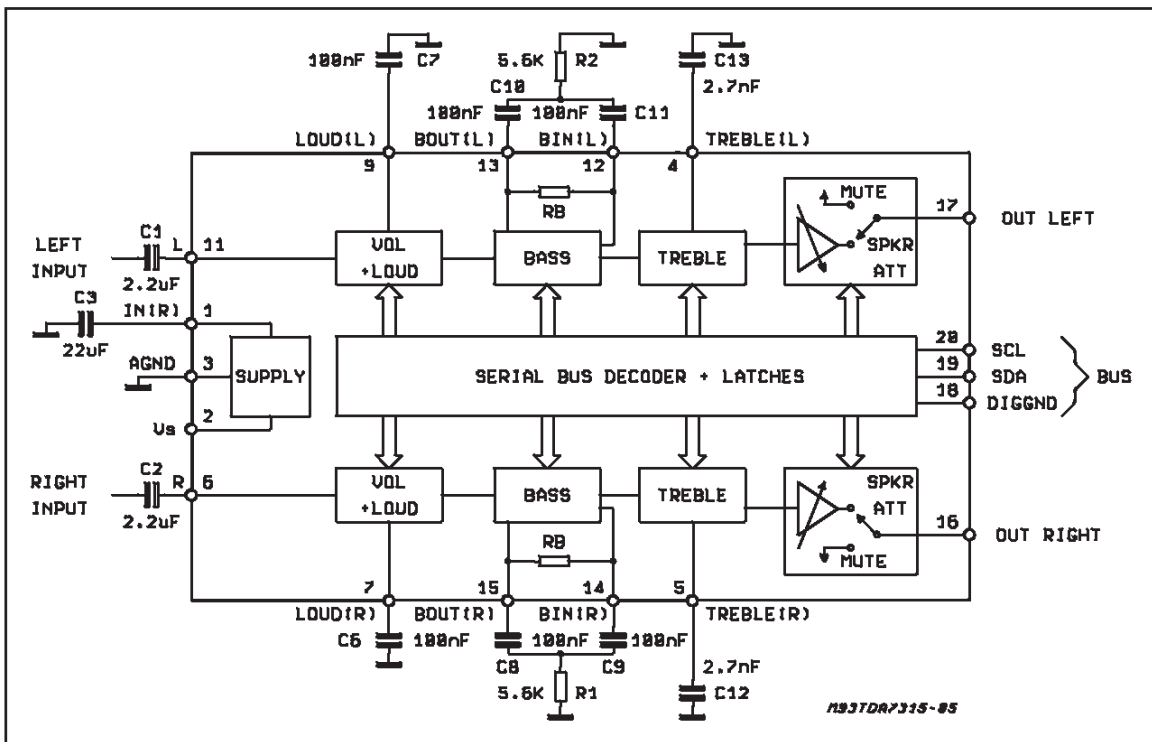 100nF
C7
5.6K
R2
C13
2.7nF
C10
100nF
100nF
C11
LOUD(L)
BOUT(L)
BIN(L)
TREBLE(L)
9
13
12
4
RB
MUTE
17
OUT LEFT
SPKR
ATT
LEFT
INPUT
C1
L
11
2.2uF
VOL
+LOUD
BASS
TREBLE
C3
IN(R)
1
22uF
AGND
3
SUPPLY
2
Vs
SERIAL BUS DECODER + LATCHES
20
SCL
19
SDA
18
DIGGND
BUS
RIGHT
INPUT
C2
R
6
2.2uF
VOL
+LOUD
BASS
TREBLE
SPKR
ATT
16
OUT RIGHT
MUTE
RB
7
15
14
5
LOUD(R)
BOUT(R)
BIN(R)
TREBLE(R)
C6
100nF
100nF
100nF
C8
C9
2.7nF
5.6K
R1
C12
M93TDA7315-05